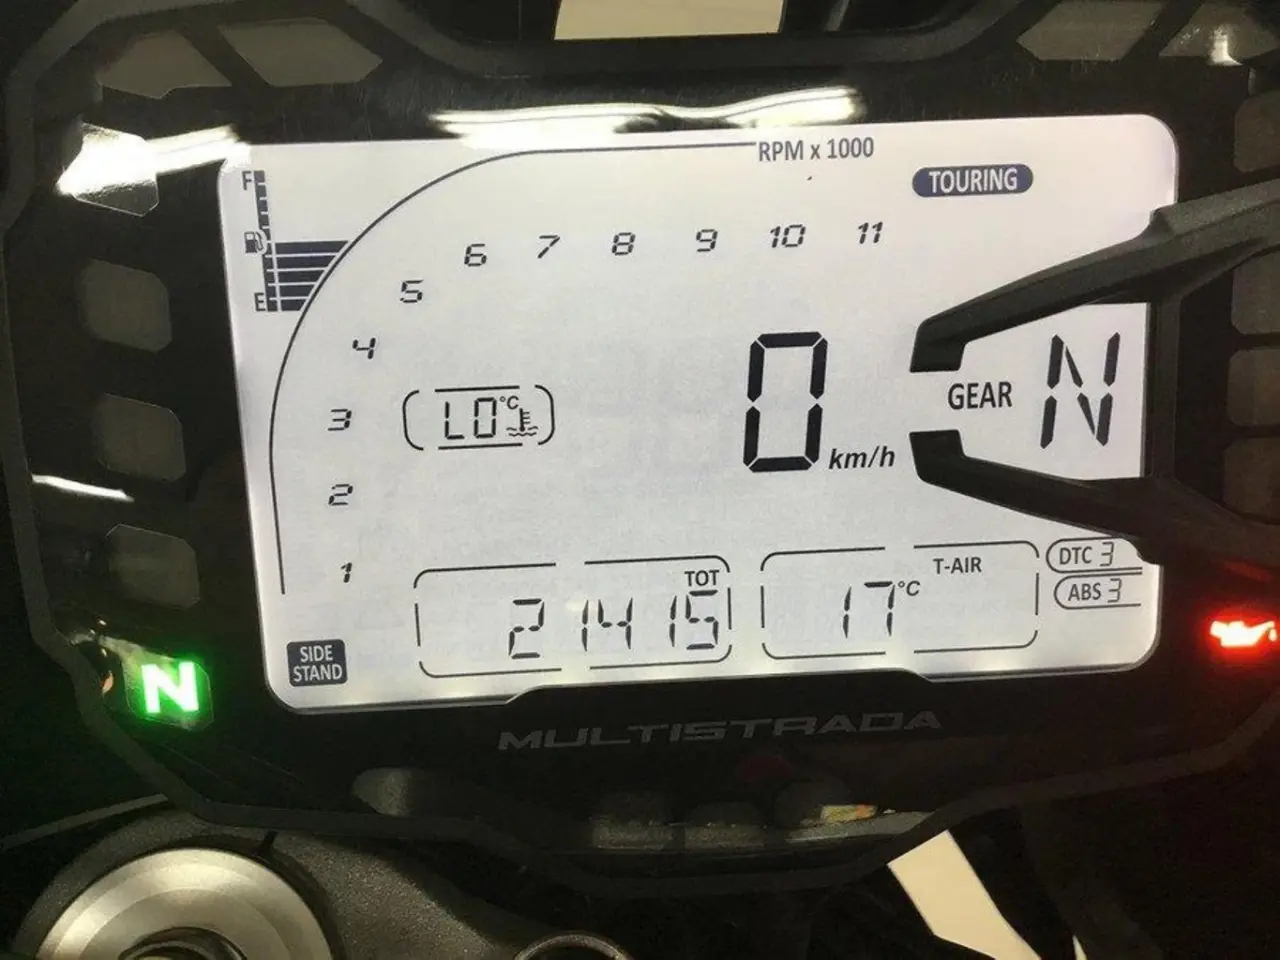 RPM x 1000
F
TOURING
6 7 8 9 10 11
E
5
4
LO °C
0 km/h
GEAR N
3
2
1
TOT
21415
T-AIR
17 °C
DTC 3
ABS 3
SIDE
STAND
N
MULTISTRADA